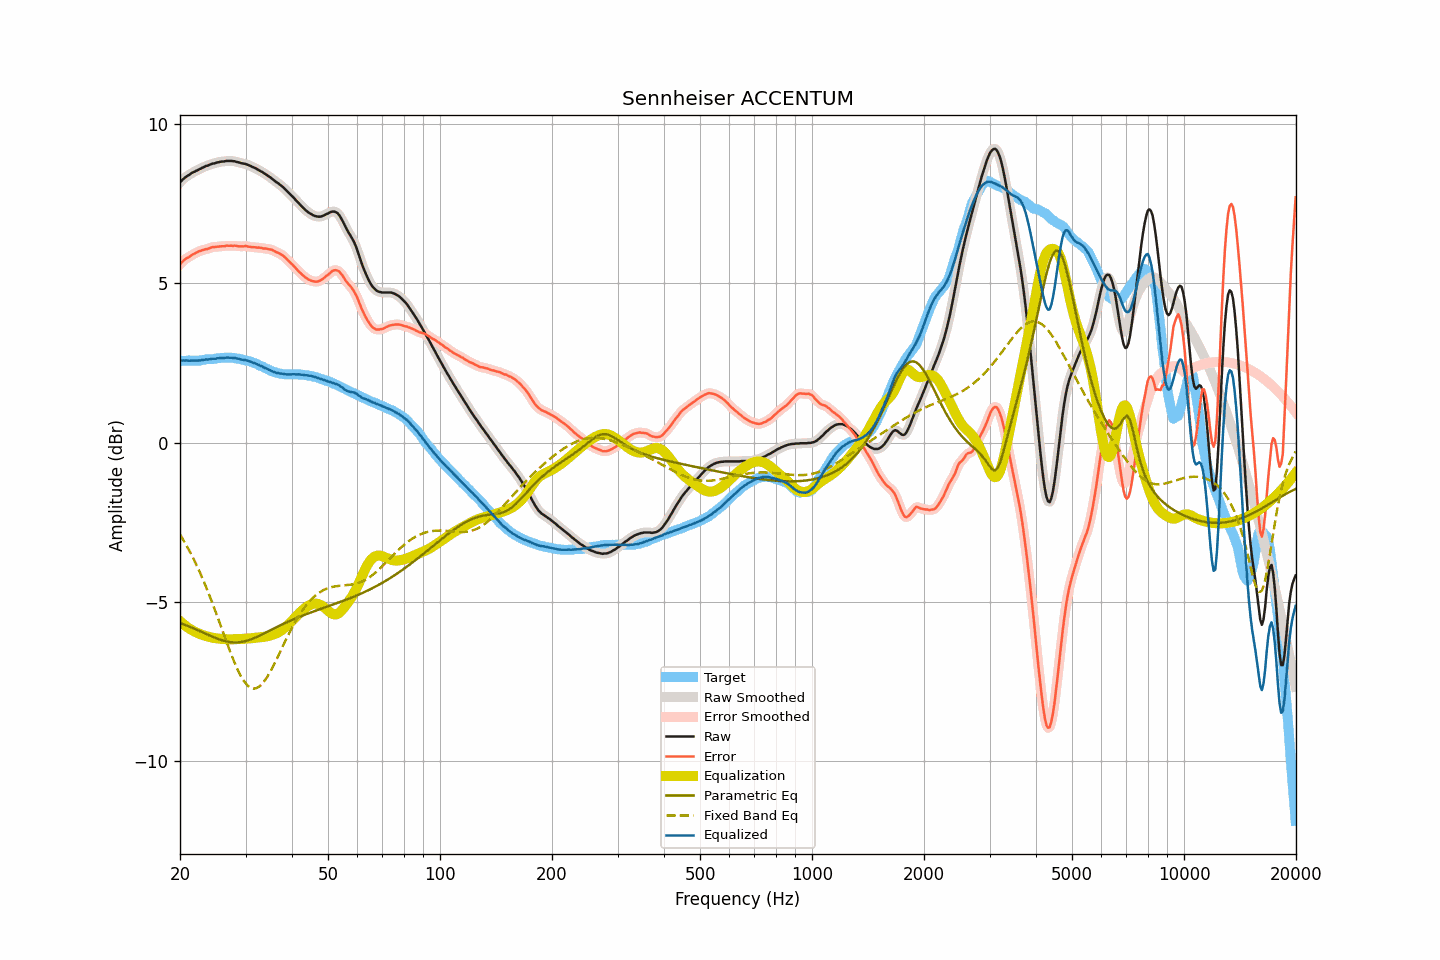 Sennheiser ACCENTUM
10
5
0
−5
−10
Amplitude (dBr)
Target
Raw Smoothed
Error Smoothed
Raw
Error
Equalization
Parametric Eq
Fixed Band Eq
Equalized
20 50 100 200 500 1000 2000 5000 10000 20000
Frequency (Hz)